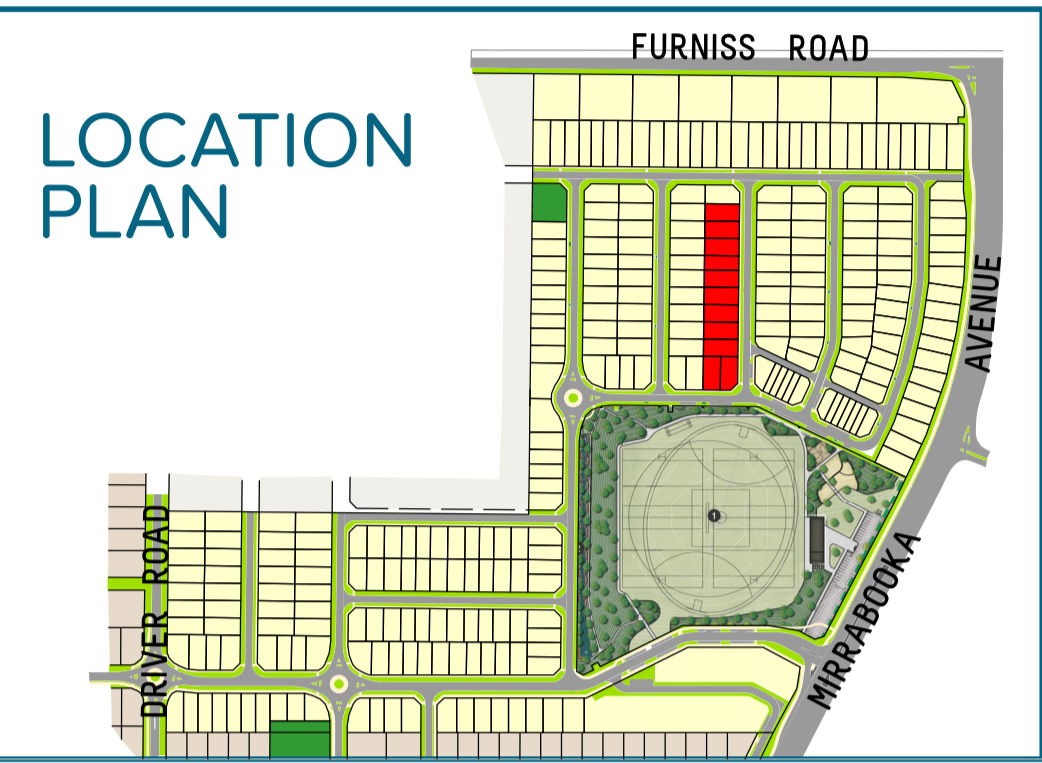 FURNISS ROAD
LOCATION
PLAN
AVENUE
1
DRIVER ROAD
MIRRABOOKA